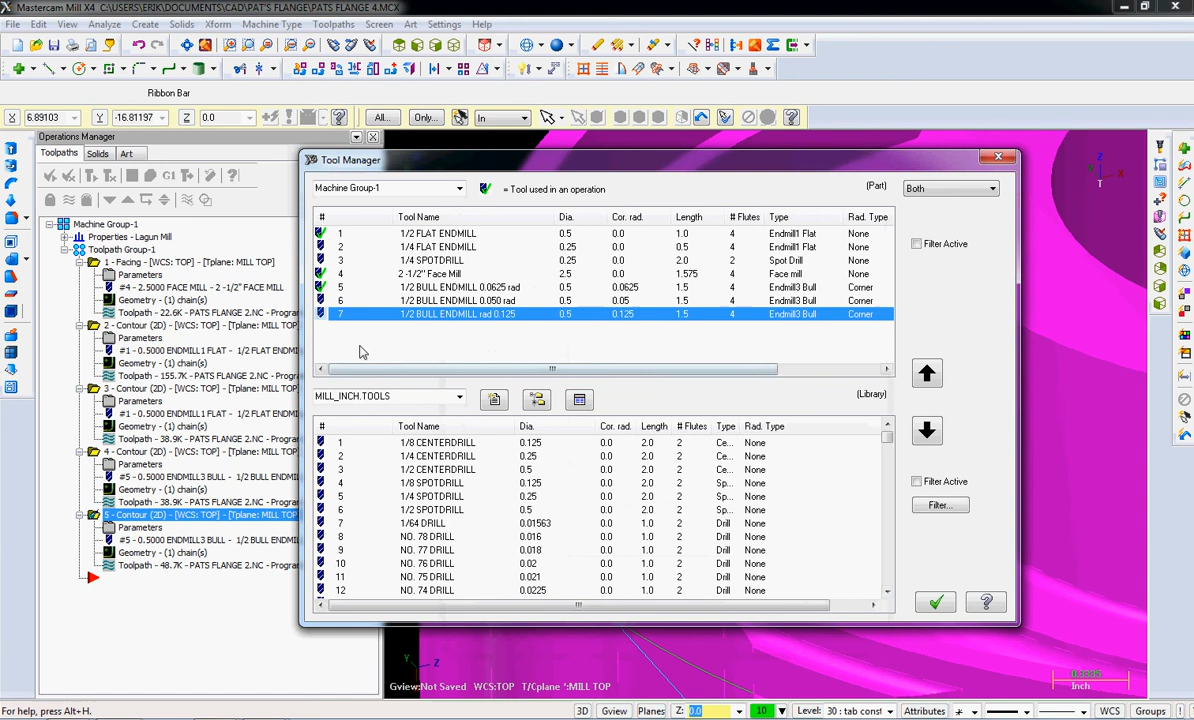 Mastercam Mill X4  C:\USERS\ERIK\DOCUMENTS\CAD\PAT'S FLANGE\PATS FLANGE 4.MCX
File Edit View Analyze Create Solids Xform Machine Type Toolpaths Screen Art Settings Help
Ribbon Bar
X 6.89103 Y -16.81197 Z 0.0 All... Only... In
Operations Manager
Toolpaths Solids Art
Machine Group-1
Properties - Lagun Mill
Toolpath Group-1
1 - Facing - [WCS: TOP] - [Tplane: MILL TOP]
Parameters
#4 - 2.5000 FACE MILL - 2 -1/2" FACE MILL
Geometry - (1) chain(s)
Toolpath - 22.6K - PATS FLANGE 2.NC - Progra
2 - Contour (2D) - [WCS: TOP] - [Tplane: MILL TOP
Parameters
#1 - 0.5000 ENDMILL1 FLAT - 1/2 FLAT ENDMI
Geometry - (1) chain(s)
Toolpath - 155.7K - PATS FLANGE 2.NC - Progr
3 - Contour (2D) - [WCS: TOP] - [Tplane: MILL TOP
Parameters
#1 - 0.5000 ENDMILL1 FLAT - 1/2 FLAT ENDMI
Geometry - (1) chain(s)
Toolpath - 38.9K - PATS FLANGE 2.NC - Progra
4 - Contour (2D) - [WCS: TOP] - [Tplane: MILL TOP
Parameters
#5 - 0.5000 ENDMILL3 BULL - 1/2 BULL ENDMI
Geometry - (1) chain(s)
Toolpath - 38.9K - PATS FLANGE 2.NC - Progra
5 - Contour (2D) - [WCS: TOP] - [Tplane: MILL TOP
Parameters
#5 - 0.5000 ENDMILL3 BULL - 1/2 BULL ENDMI
Geometry - (1) chain(s)
Toolpath - 48.7K - PATS FLANGE 2.NC - Progra
Tool Manager
Machine Group-1 = Tool used in an operation (Part) Both
# Tool Name Dia. Cor. rad. Length # Flutes Type Rad. Type
1 1/2 FLAT ENDMILL 0.5 0.0 1.0 4 Endmill1 Flat None
2 1/4 FLAT ENDMILL 0.25 0.0 0.5 4 Endmill1 Flat None
3 1/4 SPOTDRILL 0.25 0.0 2.0 2 Spot Drill None
4 2 -1/2" Face Mill 2.5 0.0 1.575 4 Face mill None
5 1/2 BULL ENDMILL 0.0625 rad 0.5 0.0625 1.5 4 Endmill3 Bull Corner
6 1/2 BULL ENDMILL 0.050 rad 0.5 0.05 1.5 4 Endmill3 Bull Corner
7 1/2 BULL ENDMILL rad 0.125 0.5 0.125 1.5 4 Endmill3 Bull Corner
Filter Active
MILL_INCH.TOOLS (Library)
# Tool Name Dia. Cor. rad. Length # Flutes Type Rad. Type
1 1/8 CENTERDRILL 0.125 0.0 2.0 2 Ce... None
2 1/4 CENTERDRILL 0.25 0.0 2.0 2 Ce... None
3 1/2 CENTERDRILL 0.5 0.0 2.0 2 Ce... None
4 1/8 SPOTDRILL 0.125 0.0 2.0 2 Sp... None
5 1/4 SPOTDRILL 0.25 0.0 2.0 2 Sp... None
6 1/2 SPOTDRILL 0.5 0.0 2.0 2 Sp... None
7 1/64 DRILL 0.01563 0.0 1.0 2 Drill None
8 NO. 78 DRILL 0.016 0.0 1.0 2 Drill None
9 NO. 77 DRILL 0.018 0.0 1.0 2 Drill None
10 NO. 76 DRILL 0.02 0.0 1.0 2 Drill None
11 NO. 75 DRILL 0.021 0.0 1.0 2 Drill None
12 NO. 74 DRILL 0.0225 0.0 1.0 2 Drill None
Filter Active
Filter...
Z
X
T
Y
Z
Gview:Not Saved WCS:TOP T/Cplane *:MILL TOP
Inch
For help, press Alt+H. 3D Gview Planes Z: 0.0 10 Level: 30 : tab const Attributes WCS Groups